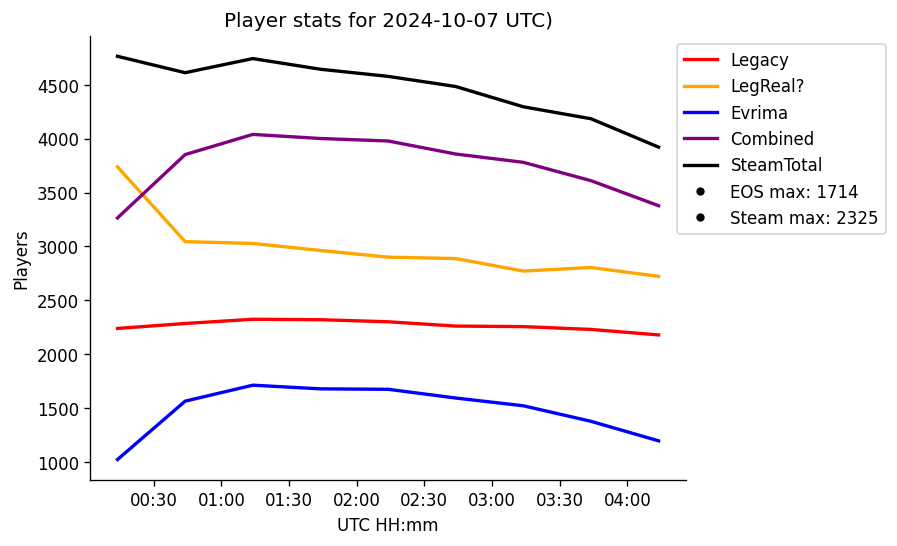 Player stats for 2024-10-07 UTC)
Legacy
LegReal?
Evrima
Combined
SteamTotal
EOS max: 1714
Steam max: 2325
Players
4500
4000
3500
3000
2500
2000
1500
1000
00:30 01:00 01:30 02:00 02:30 03:00 03:30 04:00
UTC HH:mm